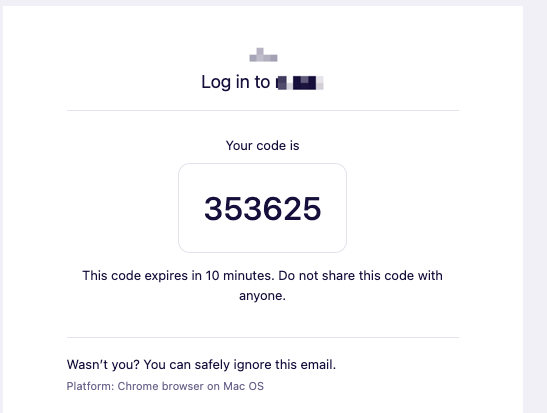 Log in to
Your code is
353625
This code expires in 10 minutes. Do not share this code with
anyone.
Wasn’t you? You can safely ignore this email.
Platform: Chrome browser on Mac OS